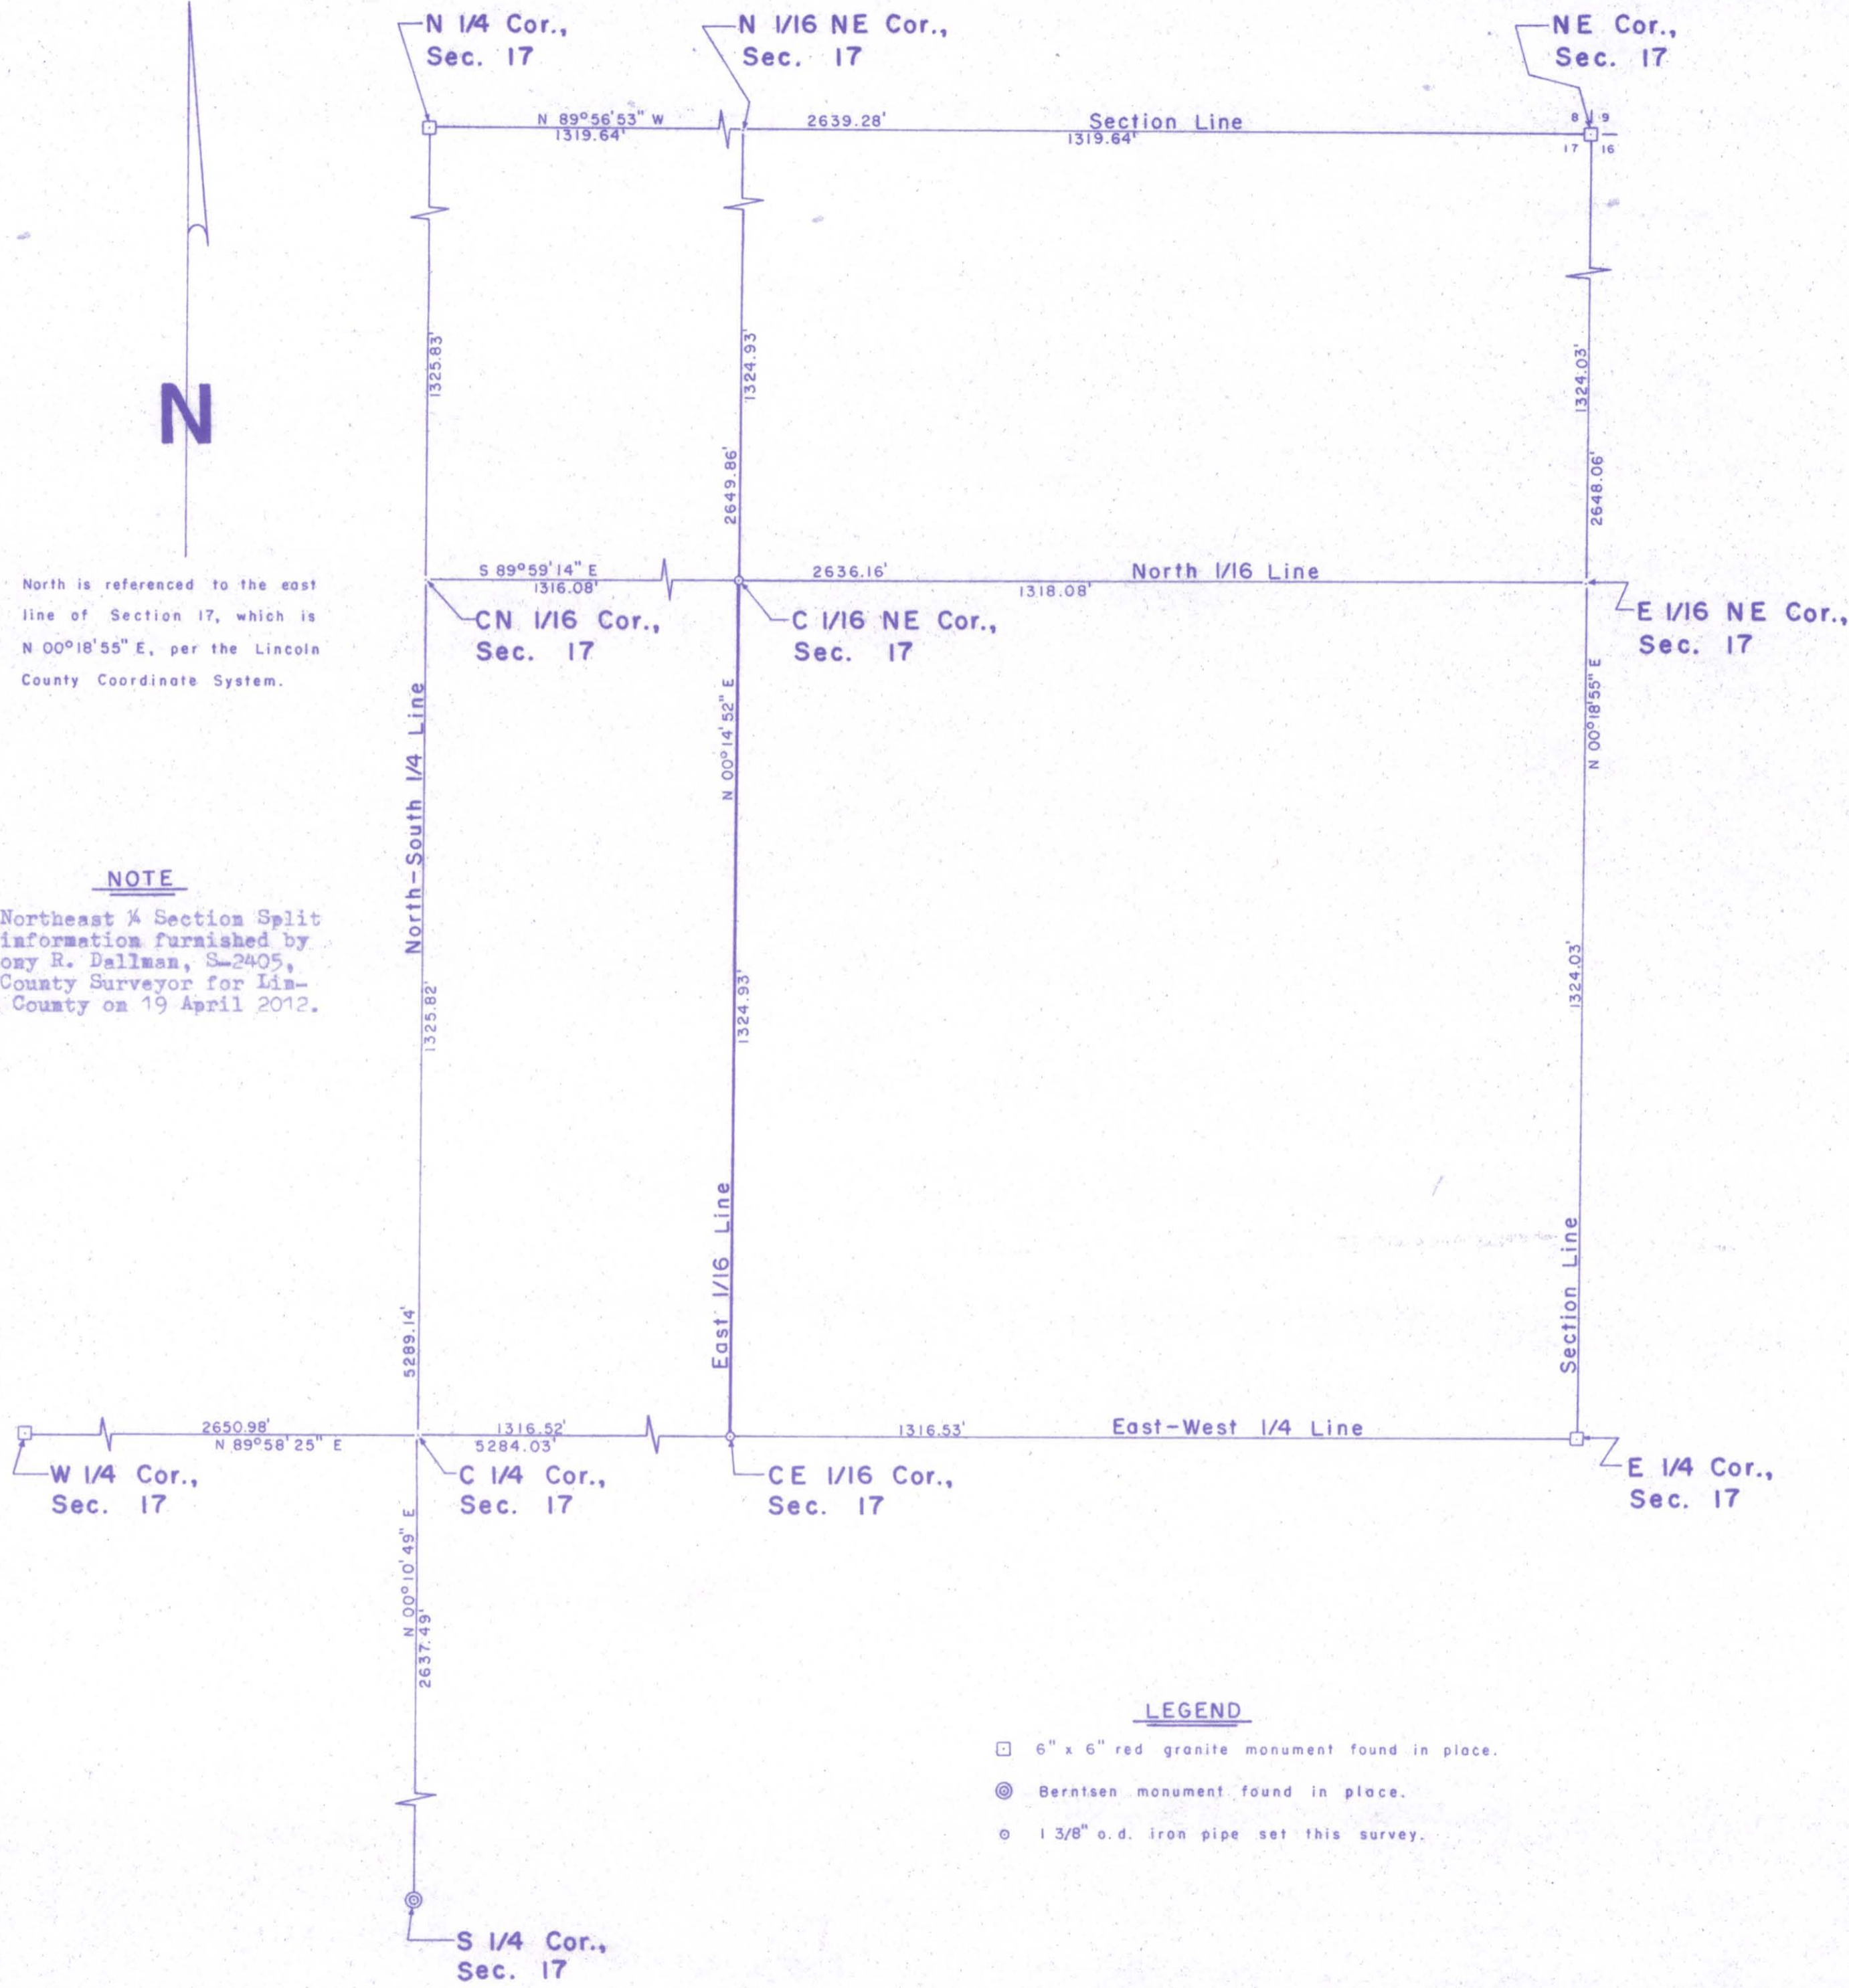 N 1/4 Cor.,
Sec. 17
N 1/16 NE Cor.,
Sec. 17
NE Cor.,
Sec. 17
N 89°56'53" W
1319.64'
2639.28'
Section Line
1319.64'
8 9
17 16
1325.83'
1324.93'
1324.03'
N
2649.86'
2648.06'
North is referenced to the east
line of Section 17, which is
N 00°18'55" E, per the Lincoln
County Coordinate System.
S 89°59'14" E
1316.08'
2636.16'
North 1/16 Line
1318.08'
CN 1/16 Cor.,
Sec. 17
C 1/16 NE Cor.,
Sec. 17
E 1/16 NE Cor.,
Sec. 17
North-South 1/4 Line
N 00°14'52" E
N 00°18'55" E
NOTE
Northeast ¼ Section Split
information furnished by
ony R. Dallman, S-2405,
County Surveyor for Lin-
County on 19 April 2012.
1325.82'
1324.93'
1324.03'
East 1/16 Line
Section Line
5289.14'
2650.98'
N 89°58'25" E
1316.52'
5284.03'
1316.53'
East-West 1/4 Line
W 1/4 Cor.,
Sec. 17
C 1/4 Cor.,
Sec. 17
CE 1/16 Cor.,
Sec. 17
E 1/4 Cor.,
Sec. 17
N 00°10'49" E
2637.49'
LEGEND
6" x 6" red granite monument found in place.
Berntsen monument found in place.
1 3/8" o.d. iron pipe set this survey.
S 1/4 Cor.,
Sec. 17